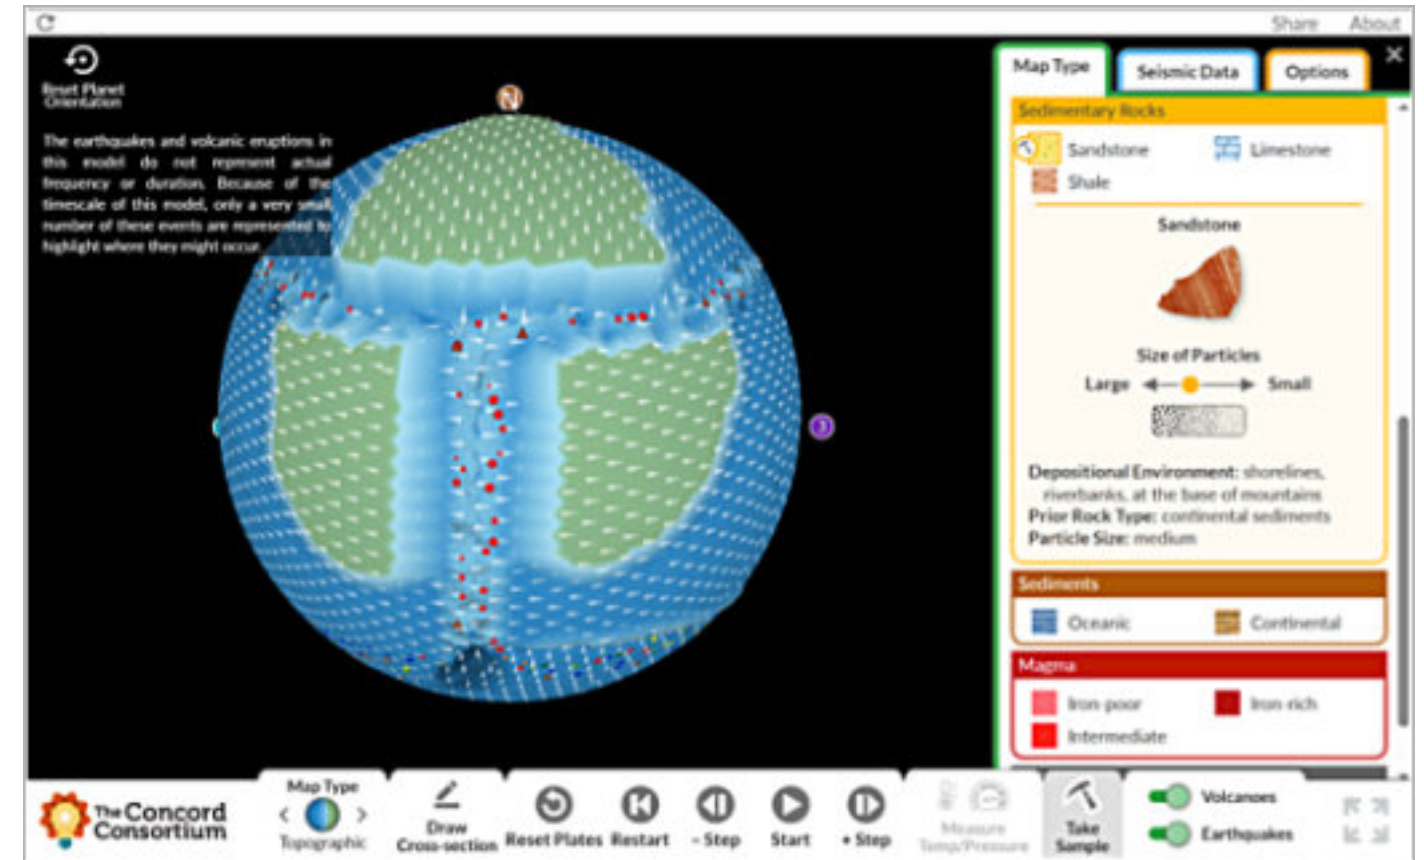 Share About
Reset Planet
Orientation
The earthquakes and volcanic eruptions in
this model do not represent actual
frequency or duration. Because of the
timescale of this model, only a very small
number of these events are represented to
highlight where they might occur.
N
3
Map Type
Seismic Data
Options
Sedimentary Rocks
Sandstone
Limestone
Shale
Sandstone
Size of Particles
Large
Small
Depositional Environment: shorelines,
riverbanks, at the base of mountains
Prior Rock Type: continental sediments
Particle Size: medium
Sediments
Oceanic
Continental
Magma
Iron-poor
Iron-rich
Intermediate
The Concord
Consortium
Map Type
Topographic
Draw
Cross-section
Reset Plates
Restart
- Step
Start
+ Step
Measure
Temp/Pressure
Take
Sample
Volcanoes
Earthquakes